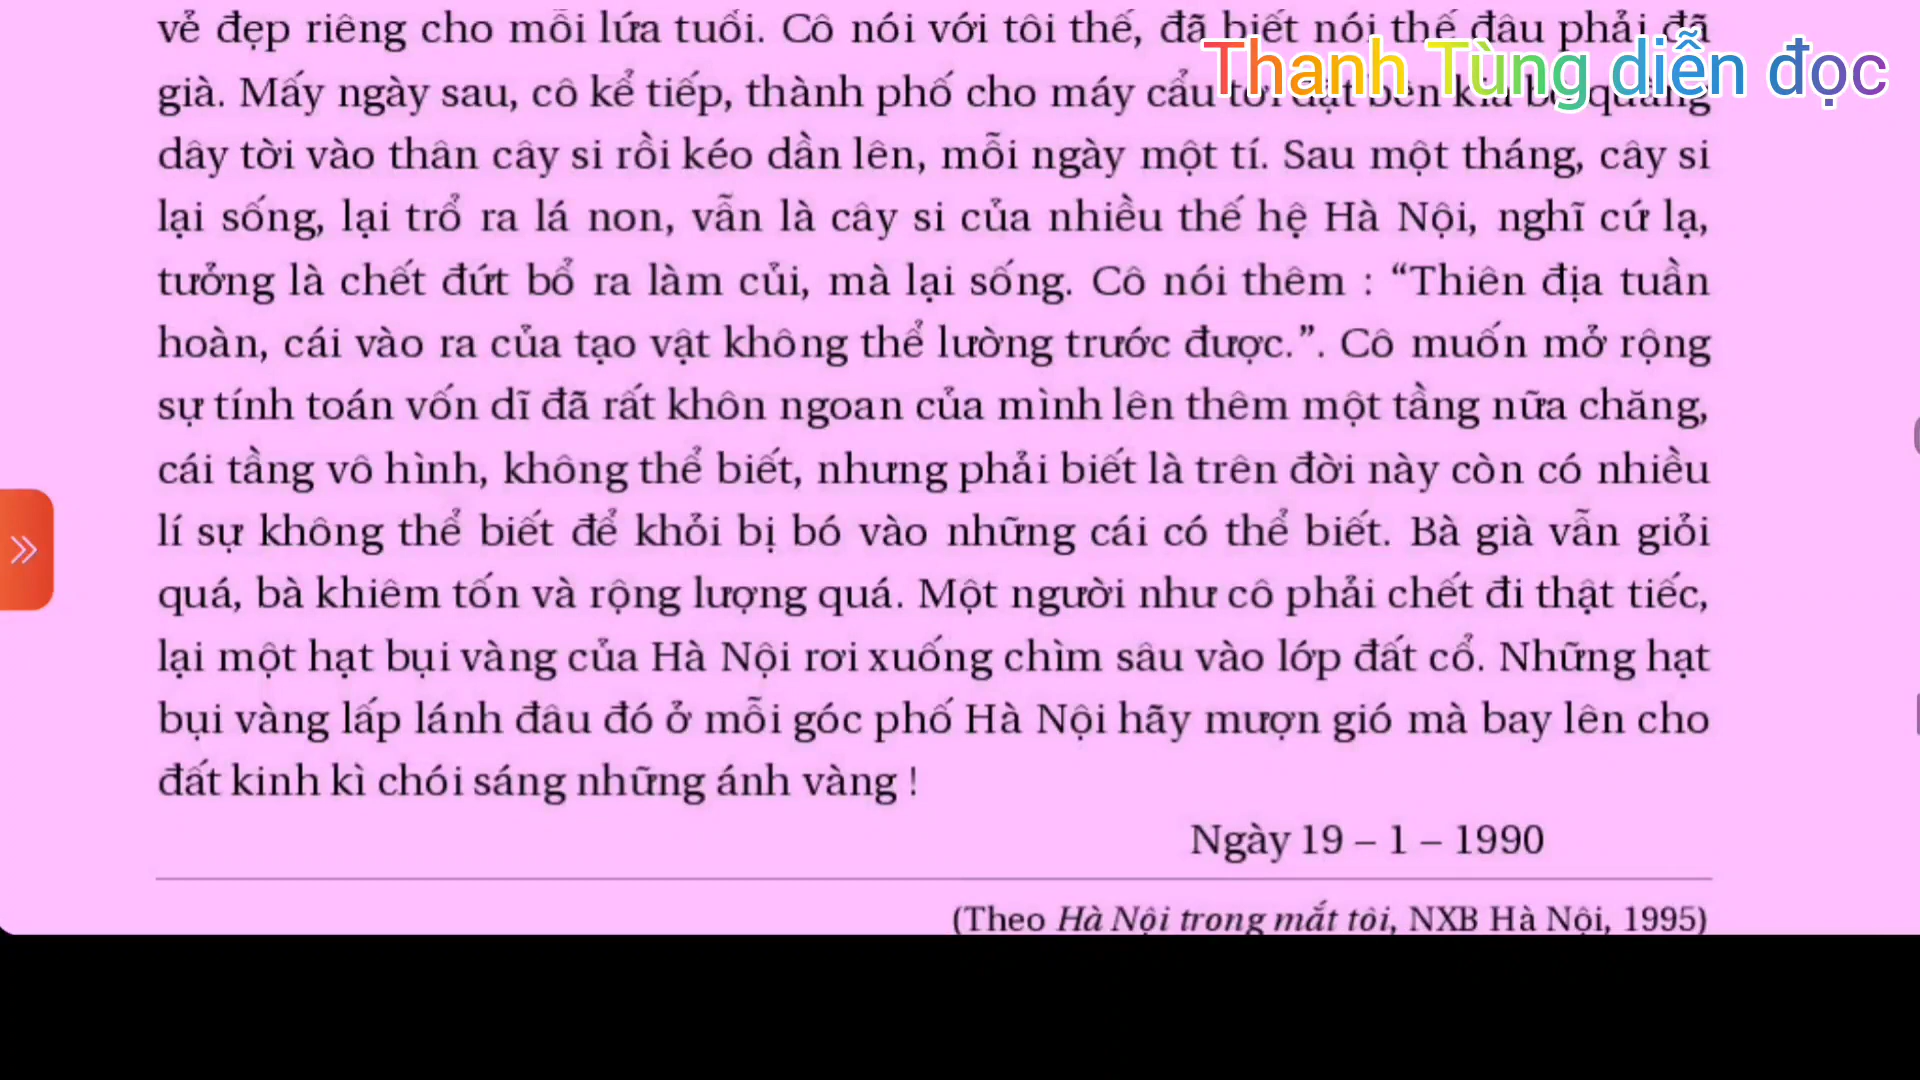 vẻ đẹp riêng cho mỗi lứa tuổi. Cô nói với tôi thế, đã biết nói thế đâu phải đã
Thanh Tùng diễn đọc
già. Mấy ngày sau, cô kể tiếp, thành phố cho máy cẩu tới đặt bên kia bờ quàng
dây tời vào thân cây si rồi kéo dần lên, mỗi ngày một tí. Sau một tháng, cây si
lại sống, lại trổ ra lá non, vẫn là cây si của nhiều thế hệ Hà Nội, nghĩ cứ lạ,
tưởng là chết đứt bổ ra làm củi, mà lại sống. Cô nói thêm : “Thiên địa tuần
hoàn, cái vào ra của tạo vật không thể lường trước được.”. Cô muốn mở rộng
sự tính toán vốn dĩ đã rất khôn ngoan của mình lên thêm một tầng nữa chăng,
cái tầng vô hình, không thể biết, nhưng phải biết là trên đời này còn có nhiều
lí sự không thể biết để khỏi bị bó vào những cái có thể biết. Bà già vẫn giỏi
quá, bà khiêm tốn và rộng lượng quá. Một người như cô phải chết đi thật tiếc,
lại một hạt bụi vàng của Hà Nội rơi xuống chìm sâu vào lớp đất cổ. Những hạt
bụi vàng lấp lánh đâu đó ở mỗi góc phố Hà Nội hãy mượn gió mà bay lên cho
đất kinh kì chói sáng những ánh vàng !
Ngày 19 – 1 – 1990
(Theo Hà Nội trong mắt tôi, NXB Hà Nội, 1995)